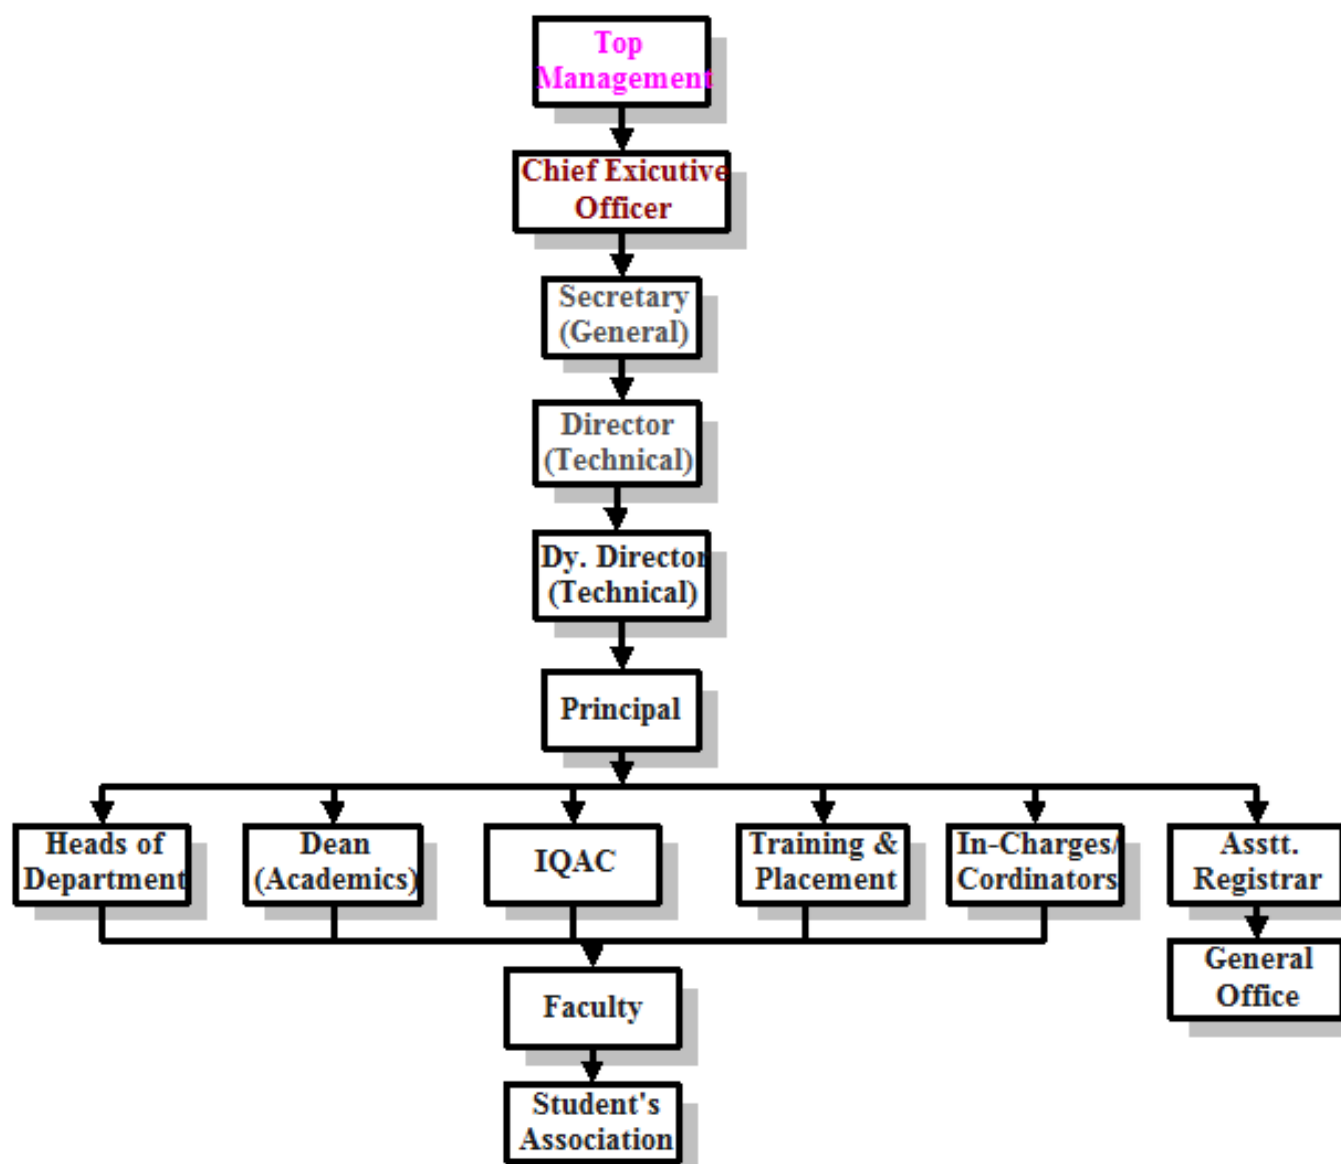 Top
Management
Chief Exicutive
Officer
Secretary
(General)
Director
(Technical)
Dy. Director
(Technical)
Principal
Heads of
Department
Dean
(Academics)
IQAC
Training &
Placement
In-Charges/
Cordinators
Asstt.
Registrar
General
Office
Faculty
Student's
Association